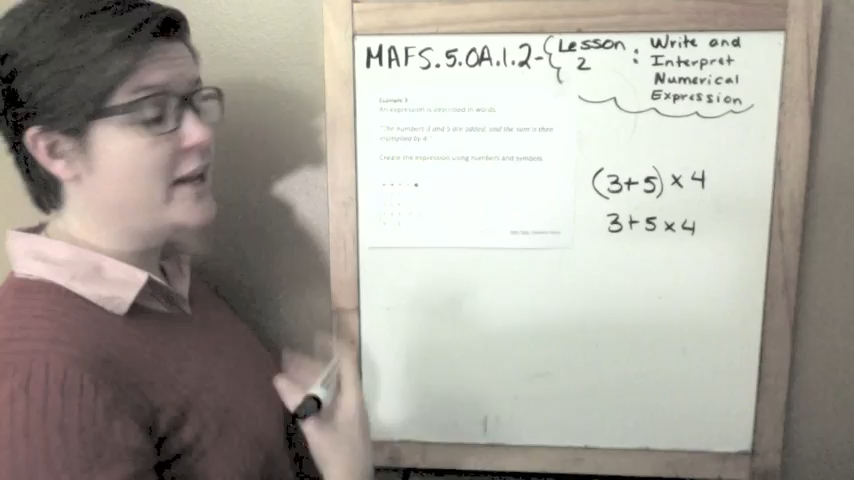 MAFS.5.OA.1.2- Lesson 2 : Write and
Interpret
Numerical
Expression
Example 3
An expression is described in words.
"The numbers 3 and 5 are added, and the sum is then
multiplied by 4."
Create the expression using numbers and symbols.
(3+5) x 4
3+5 x 4